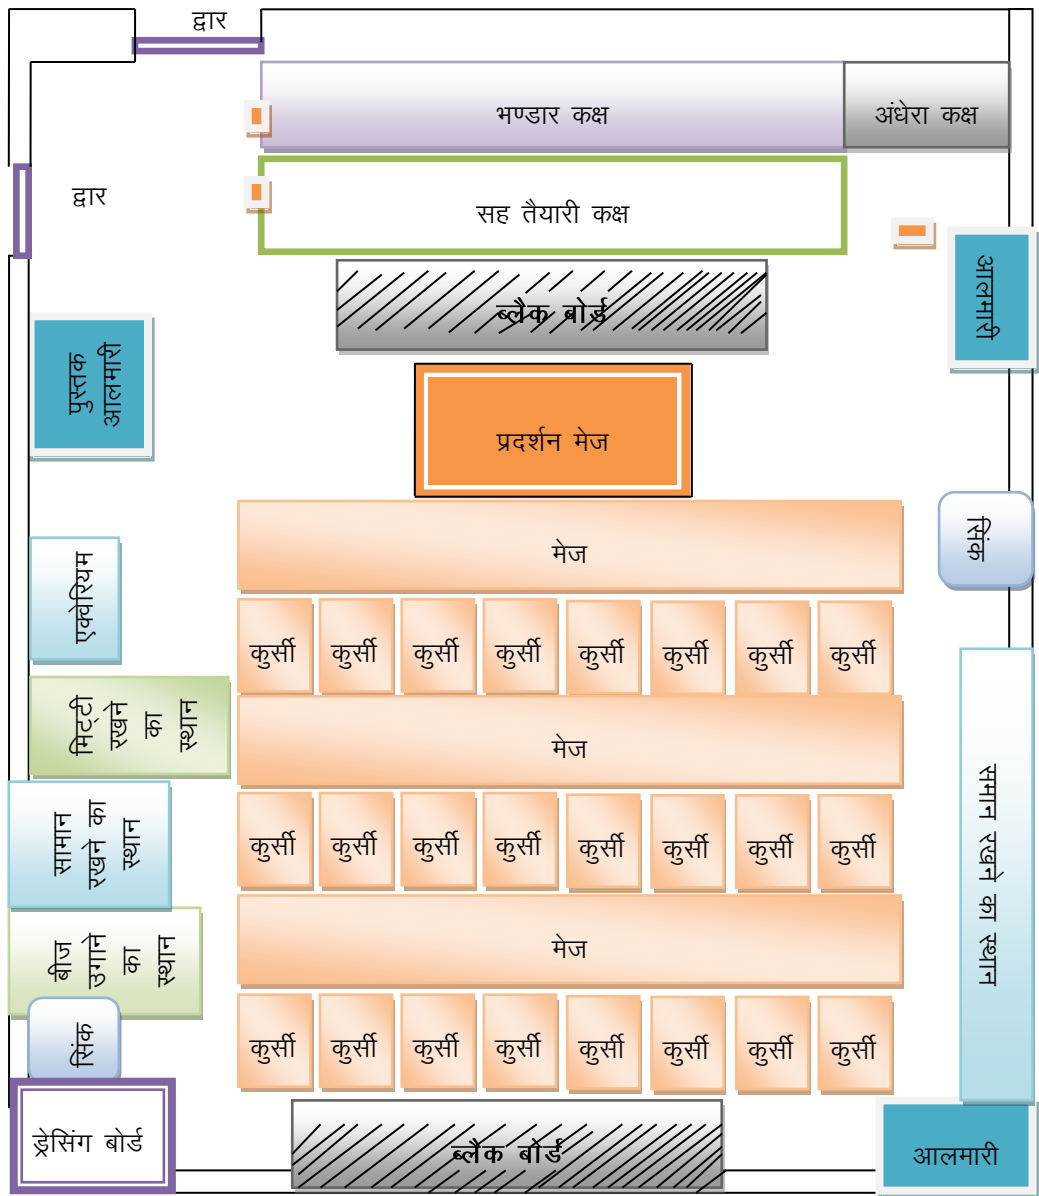 द्वार
भण्डार कक्ष
अंधेरा कक्ष
द्वार
सह तैयारी कक्ष
आलमारी
ब्लैक बोर्ड
पुस्तक
आलमारी
प्रदर्शन मेज
सिंक
मेज
एक्वेरियम
कुर्सी कुर्सी कुर्सी कुर्सी कुर्सी कुर्सी कुर्सी कुर्सी
मिट्टी
रखने
का
स्थान
मेज
समान रखने का स्थान
सामान
रखने का
स्थान
कुर्सी कुर्सी कुर्सी कुर्सी कुर्सी कुर्सी कुर्सी कुर्सी
बीज
उगाने
का
स्थान
मेज
सिंक
कुर्सी कुर्सी कुर्सी कुर्सी कुर्सी कुर्सी कुर्सी कुर्सी
ड्रेसिंग बोर्ड
ब्लैक बोर्ड
आलमारी